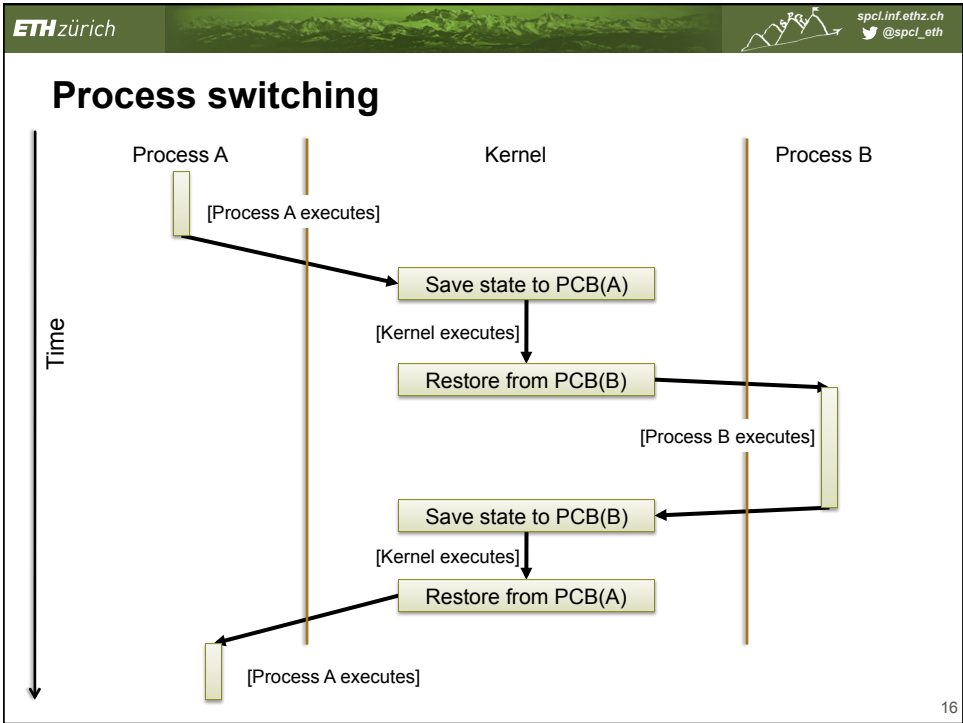 ETH zürich
SPCL
spcl.inf.ethz.ch
@spcl_eth
Process switching
Process A
Kernel
Process B
[Process A executes]
Save state to PCB(A)
[Kernel executes]
Time
Restore from PCB(B)
[Process B executes]
Save state to PCB(B)
[Kernel executes]
Restore from PCB(A)
[Process A executes]
16